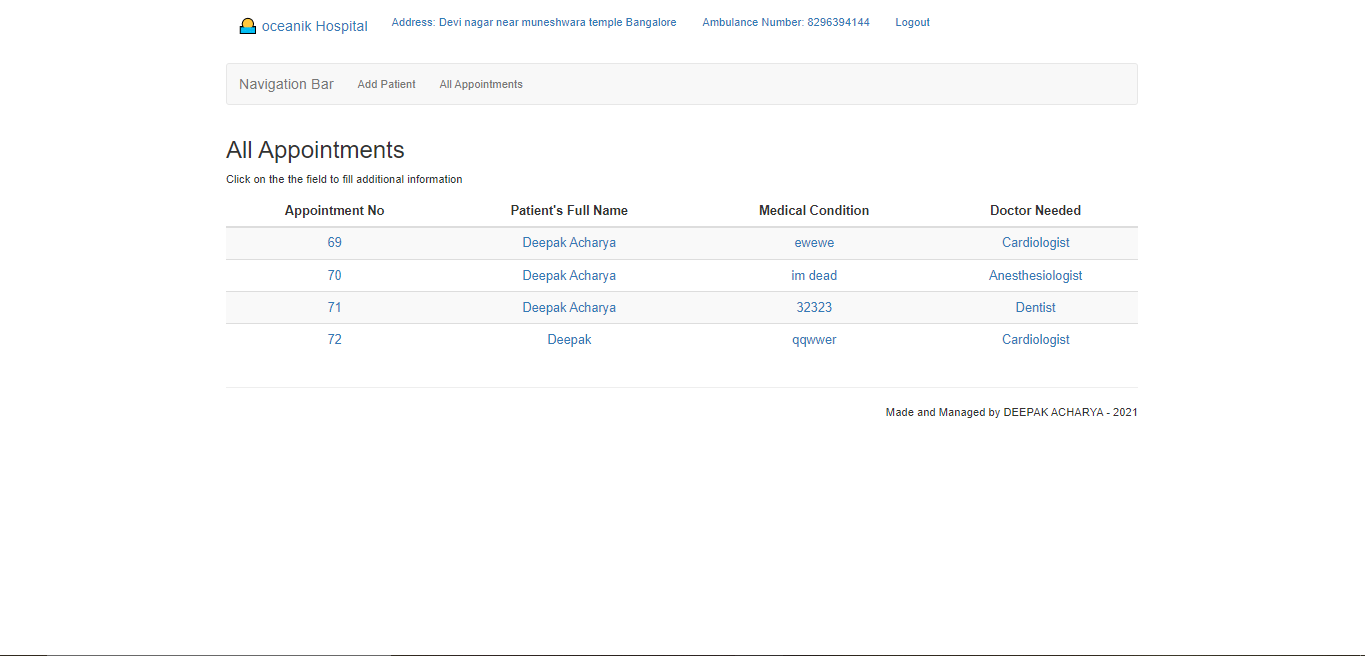 oceanik Hospital Address: Devi nagar near muneshwara temple Bangalore Ambulance Number: 8296394144 Logout
Navigation Bar Add Patient All Appointments
All Appointments
Click on the the field to fill additional information
Appointment No Patient's Full Name Medical Condition Doctor Needed
69 Deepak Acharya ewewe Cardiologist
70 Deepak Acharya im dead Anesthesiologist
71 Deepak Acharya 32323 Dentist
72 Deepak qqwwer Cardiologist
Made and Managed by DEEPAK ACHARYA - 2021